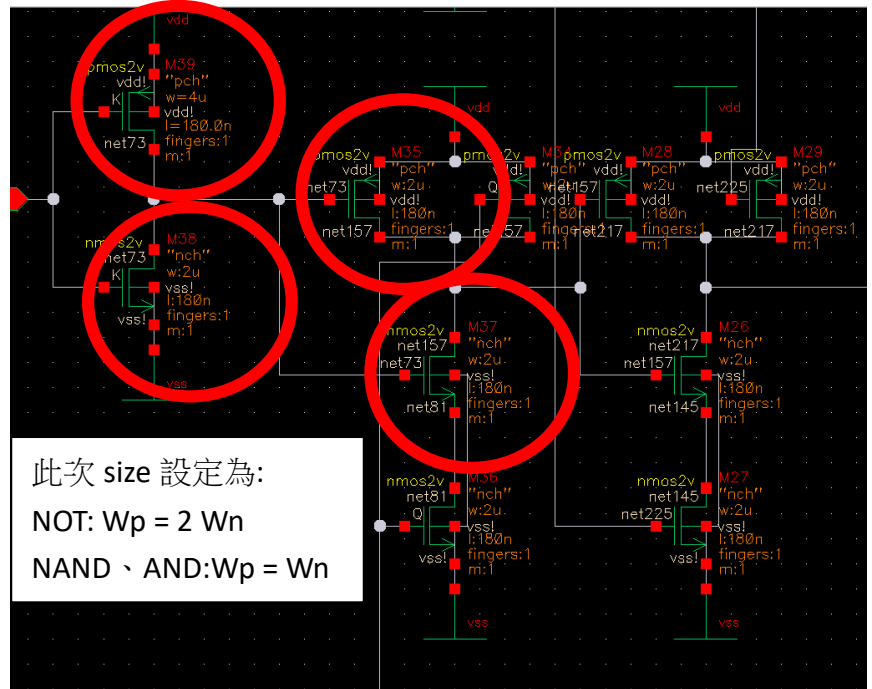 vdd
pmos2v
M39
vdd!
"pch"
K
w=4u
vdd!
l=180.0n
fingers:1
net73
m:1
nmos2v
M38
net73
"nch"
K
w:2u
vss!
l:180n
vss!
fingers:1
m:1
vss
vdd
pmos2v
M35
vdd!
"pch"
net73
w:2u
vdd!
l:180n
net157
fingers:1
m:1
"pch"
Q
l:180n
fingers:1
m:1
pmos2v
M28
vdd!
"pch"
w:2u
vdd!
l:180n
net217
fingers:1
m:1
vdd
pmos2v
M29
vdd!
"pch"
net225
w:2u
vdd!
l:180n
net217
fingers:1
m:1
nmos2v
M37
net157
"nch"
net73
w:2u
vss!
l:180n
net81
fingers:1
m:1
nmos2v
M26
net217
"nch"
net157
w:2u
vss!
l:180n
net145
fingers:1
m:1
nmos2v
M36
net81
"nch"
Q
w:2u
vss!
l:180n
vss!
fingers:1
m:1
vss
nmos2v
M27
net145
"nch"
net225
w:2u
vss!
l:180n
vss!
fingers:1
m:1
vss
此次 size 設定為:
NOT: Wp = 2 Wn
NAND、AND:Wp = Wn